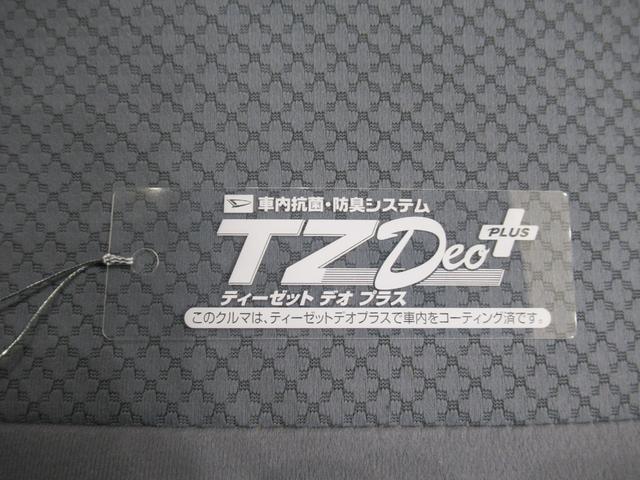 車内抗菌・防臭システム
TZ Deo PLUS
ティーゼット デオ プラス
このクルマは、ティーゼットデオプラスで車内をコーティング済です。